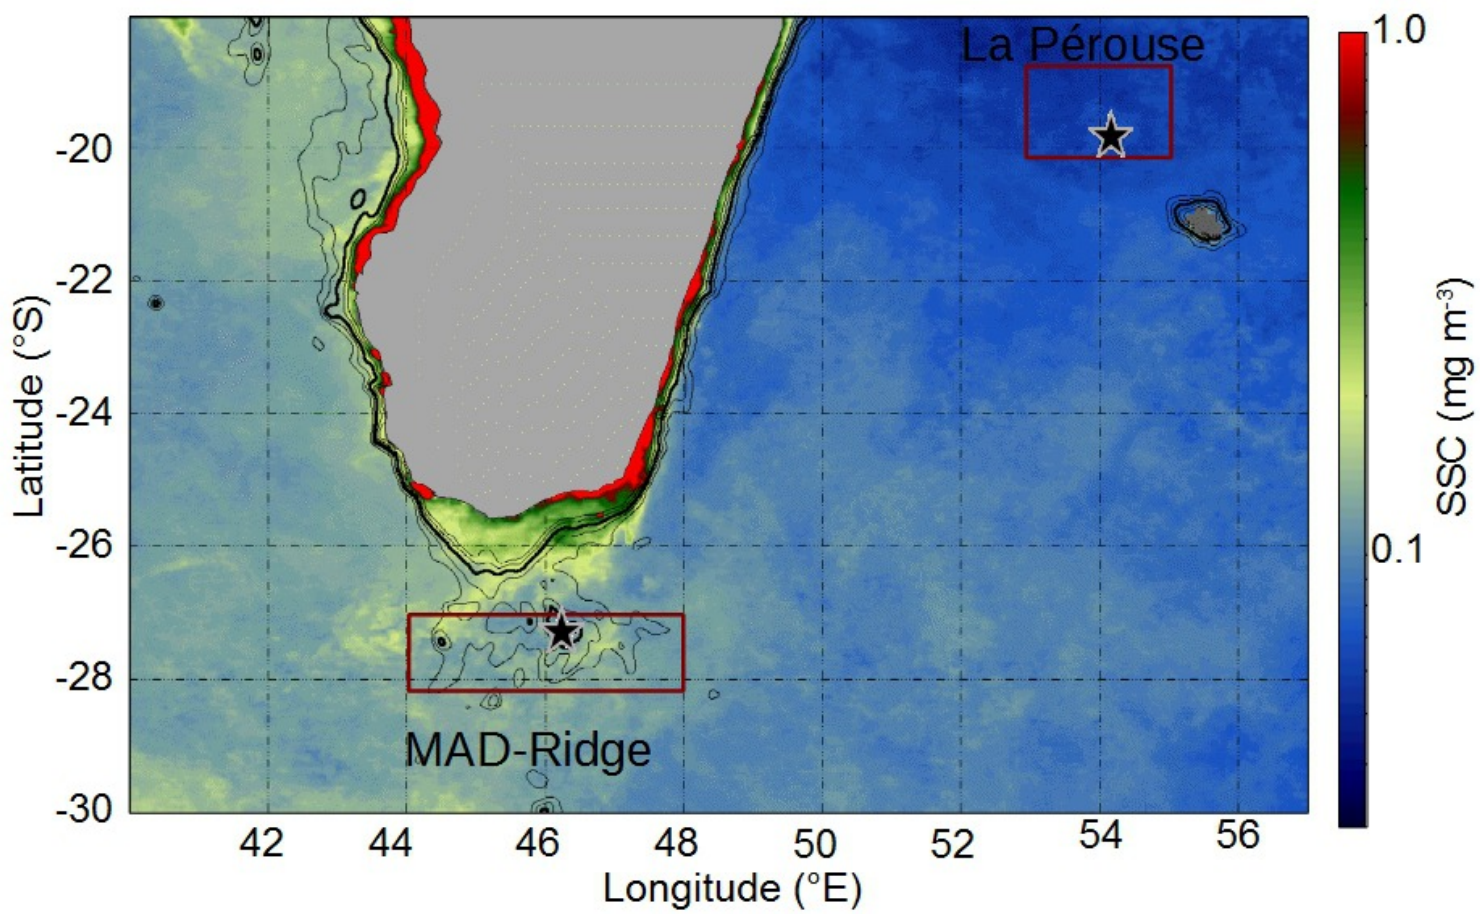 La Pérouse
1.0
-20
-22
-24
-26
-28
-30
Latitude (°S)
0.1
SSC (mg m⁻³)
MAD-Ridge
42 44 46 48 50 52 54 56
Longitude (°E)